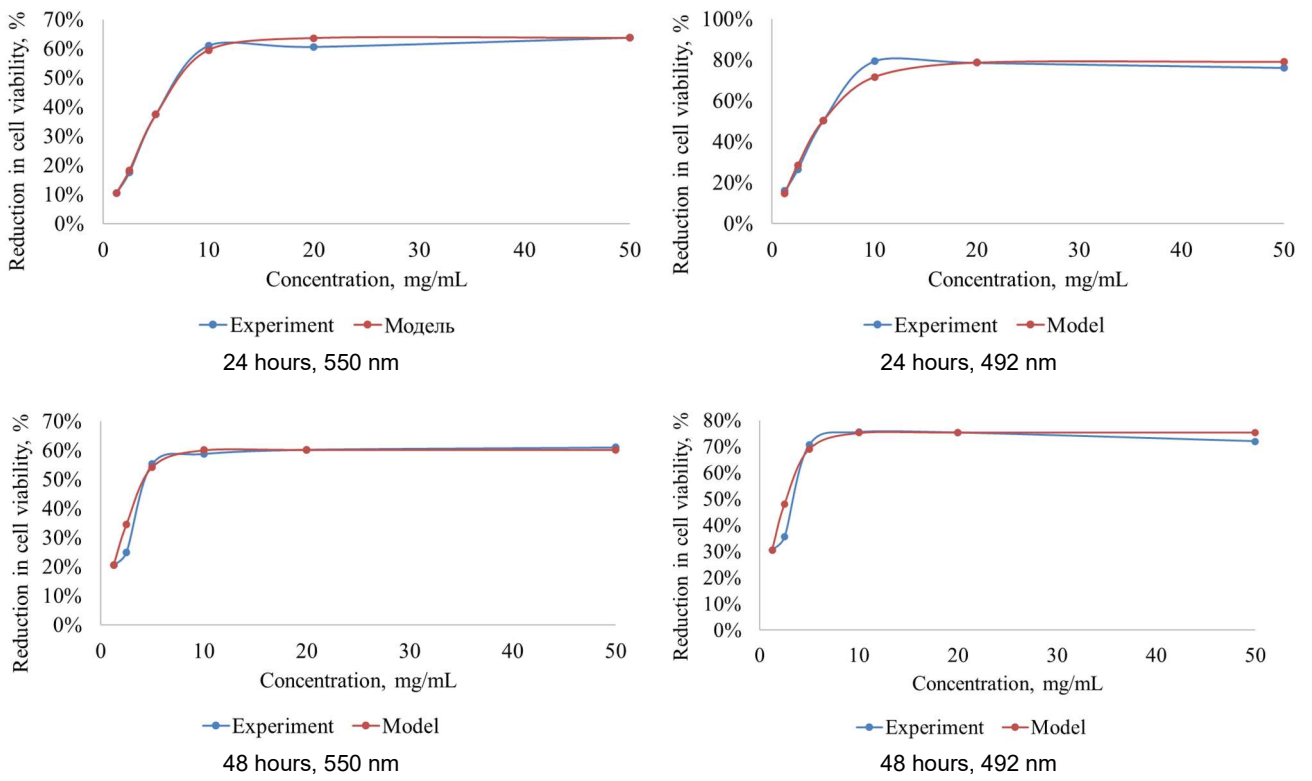 70%
60%
50%
40%
30%
20%
10%
0%
Reduction in cell viability, %
0 10 20 30 40 50
Concentration, mg/mL
Experiment Модель
24 hours, 550 nm
100%
80%
60%
40%
20%
0%
Reduction in cell viability, %
0 10 20 30 40 50
Concentration, mg/mL
Experiment Model
24 hours, 492 nm
70%
60%
50%
40%
30%
20%
10%
0%
Reduction in cell viability, %
0 10 20 30 40 50
Concentration, mg/mL
Experiment Model
48 hours, 550 nm
80%
70%
60%
50%
40%
30%
20%
10%
0%
Reduction in cell viability, %
0 10 20 30 40 50
Concentration, mg/mL
Experiment Model
48 hours, 492 nm